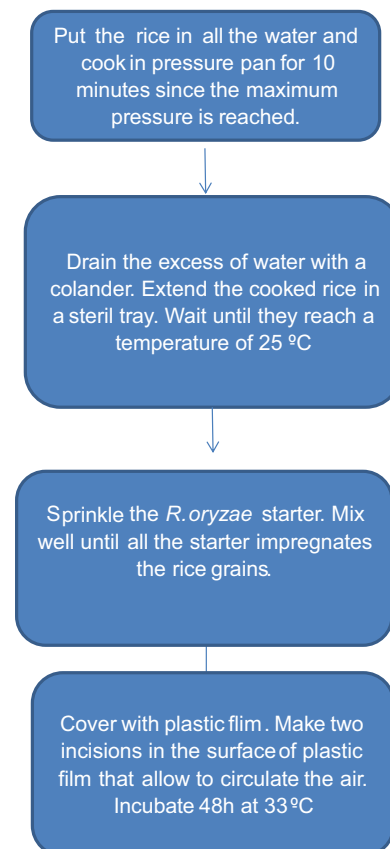 Put the rice in all the water and
cook in pressure pan for 10
minutes since the maximum
pressure is reached.
Drain the excess of water with a
colander. Extend the cooked rice in
a steril tray. Wait until they reach a
temperature of 25 ºC
Sprinkle the R.oryzae starter. Mix
well until all the starter impregnates
the rice grains.
Cover with plastic flim. Make two
incisions in the surface of plastic
film that allow to circulate the air.
Incubate 48h at 33ºC